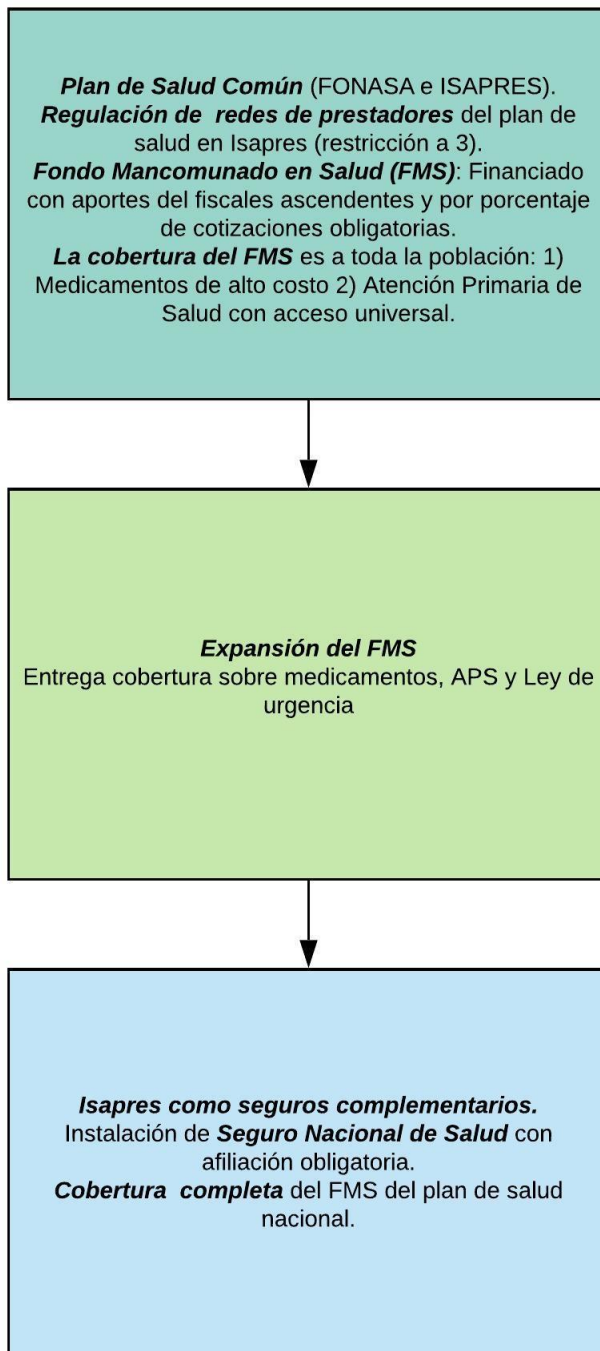 Plan de Salud Común (FONASA e ISAPRES).
Regulación de redes de prestadores del plan de
salud en Isapres (restricción a 3).
Fondo Mancomunado en Salud (FMS): Financiado
con aportes del fiscales ascendentes y por porcentaje
de cotizaciones obligatorias.
La cobertura del FMS es a toda la población: 1)
Medicamentos de alto costo 2) Atención Primaria de
Salud con acceso universal.
Expansión del FMS
Entrega cobertura sobre medicamentos, APS y Ley de
urgencia
Isapres como seguros complementarios.
Instalación de Seguro Nacional de Salud con
afiliación obligatoria.
Cobertura completa del FMS del plan de salud
nacional.